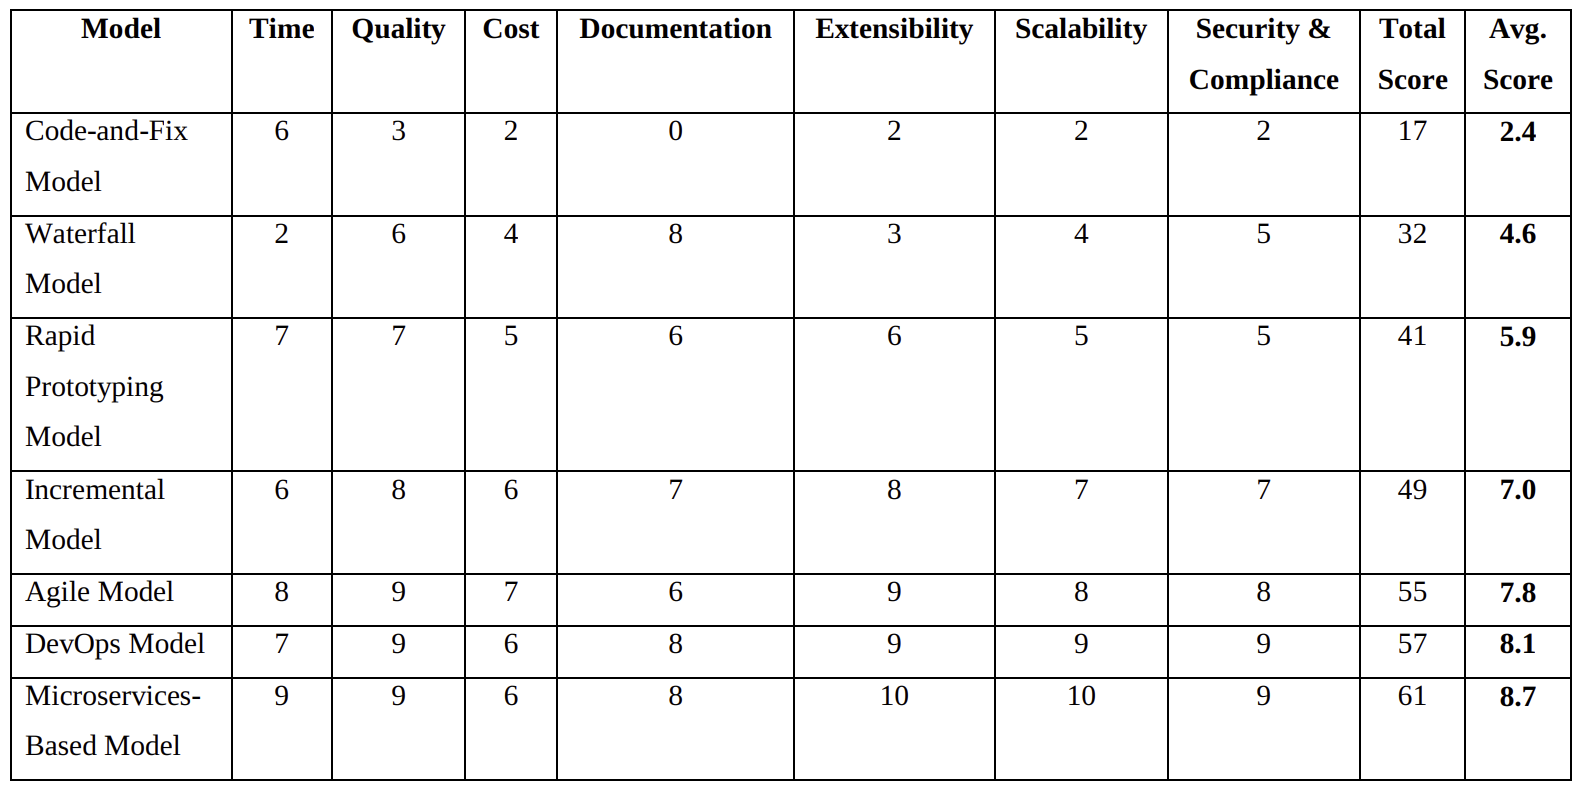 Model Time Quality Cost Documentation Extensibility Scalability Security & Compliance Total Score Avg. Score
Code-and-Fix Model 6 3 2 0 2 2 2 17 2.4
Waterfall Model 2 6 4 8 3 4 5 32 4.6
Rapid Prototyping Model 7 7 5 6 6 5 5 41 5.9
Incremental Model 6 8 6 7 8 7 7 49 7.0
Agile Model 8 9 7 6 9 8 8 55 7.8
DevOps Model 7 9 6 8 9 9 9 57 8.1
Microservices-Based Model 9 9 6 8 10 10 9 61 8.7